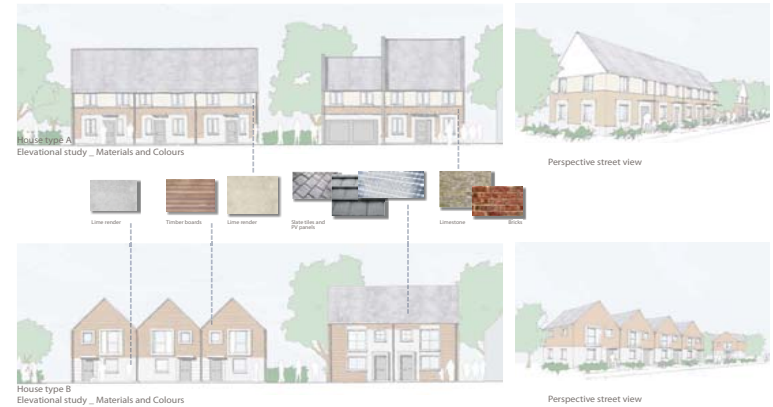 House type A
Elevational study _ Materials and Colours
Perspective street view
Lime render
Timber boards
Lime render
Slate tiles and
PV panels
Limestone
Bricks
House type B
Elevational study _ Materials and Colours
Perspective street view